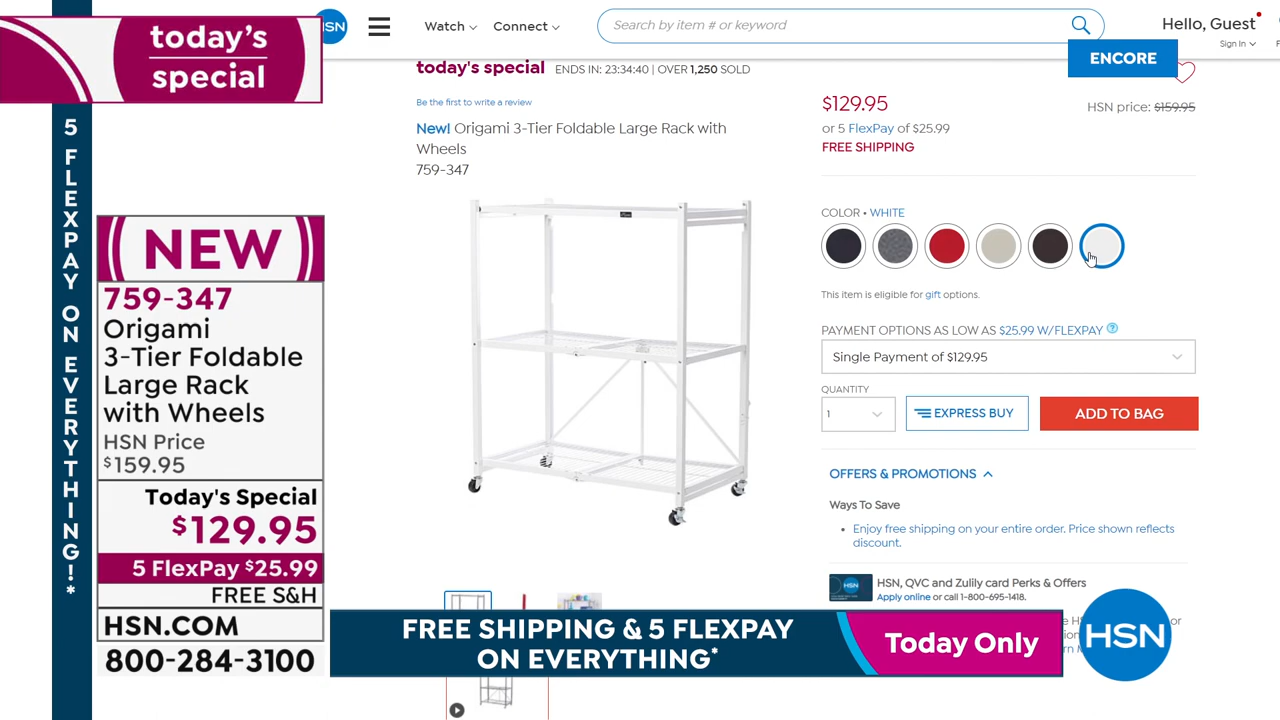 today's
special
5 FLEXPAY ON EVERYTHING!*
NEW
759-347
Origami
3-Tier Foldable
Large Rack
with Wheels
HSN Price
$159.95
Today's Special
$129.95
5 FlexPay $25.99
FREE S&H
HSN.COM
800-284-3100
HSN
Watch
Connect
Search by item # or keyword
Hello, Guest
Sign In
ENCORE
today's special ENDS IN: 23:34:40 | OVER 1,250 SOLD
Be the first to write a review
New! Origami 3-Tier Foldable Large Rack with
Wheels
759-347
$129.95
HSN price: $159.95
or 5 FlexPay of $25.99
FREE SHIPPING
COLOR • WHITE
This item is eligible for gift options.
PAYMENT OPTIONS AS LOW AS $25.99 W/FLEXPAY ?
Single Payment of $129.95
QUANTITY
1
EXPRESS BUY
ADD TO BAG
OFFERS & PROMOTIONS
Ways To Save
• Enjoy free shipping on your entire order. Price shown reflects
discount.
HSN
HSN, QVC and Zulily card Perks & Offers
Apply online or call 1-800-695-1418.
FREE SHIPPING & 5 FLEXPAY
ON EVERYTHING*
Today Only
HSN